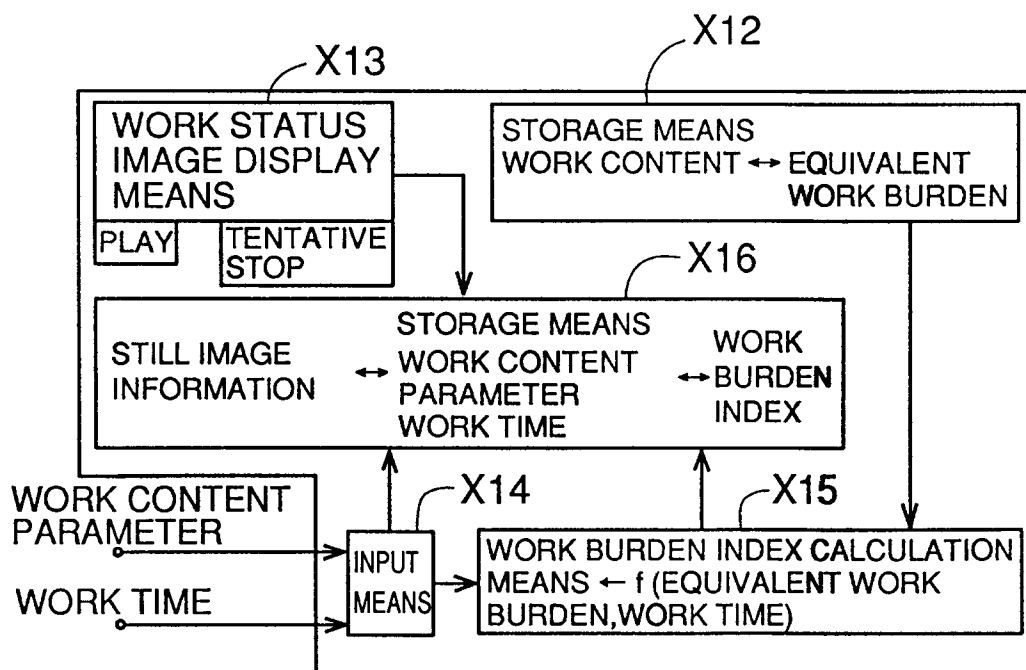 X13
X12
WORK STATUS
IMAGE DISPLAY
MEANS
PLAY
TENTATIVE
STOP
STORAGE MEANS
WORK CONTENT ↔ EQUIVALENT
WORK BURDEN
X16
STILL IMAGE
INFORMATION
↔
STORAGE MEANS
WORK CONTENT
PARAMETER
WORK TIME
↔
WORK
BURDEN
INDEX
WORK CONTENT
PARAMETER
WORK TIME
X14
INPUT
MEANS
X15
WORK BURDEN INDEX CALCULATION
MEANS ← f (EQUIVALENT WORK
BURDEN,WORK TIME)